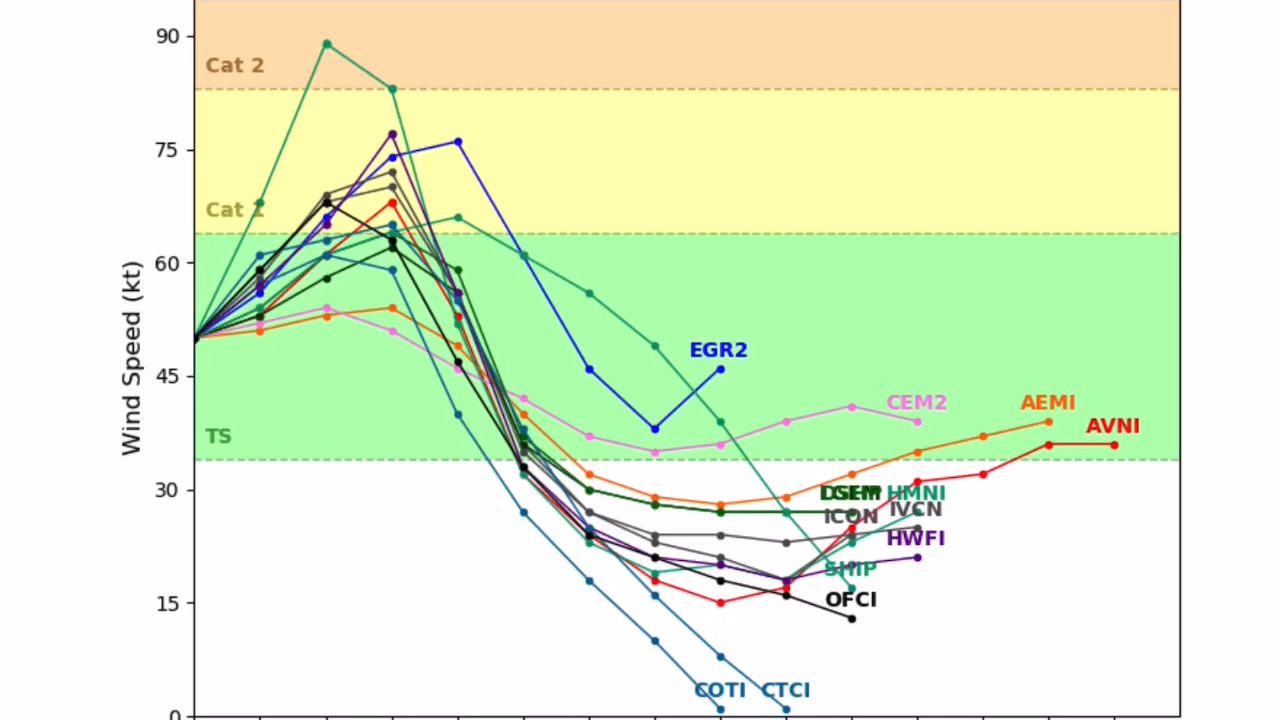 90
Cat 2
75
Cat 1
60
Wind Speed (kt)
EGR2
45
CEM2
AEMI
AVNI
TS
30
HMNI
ICON
IVCN
HWFI
SHIP
15
OFCI
COTI
CTCI
0